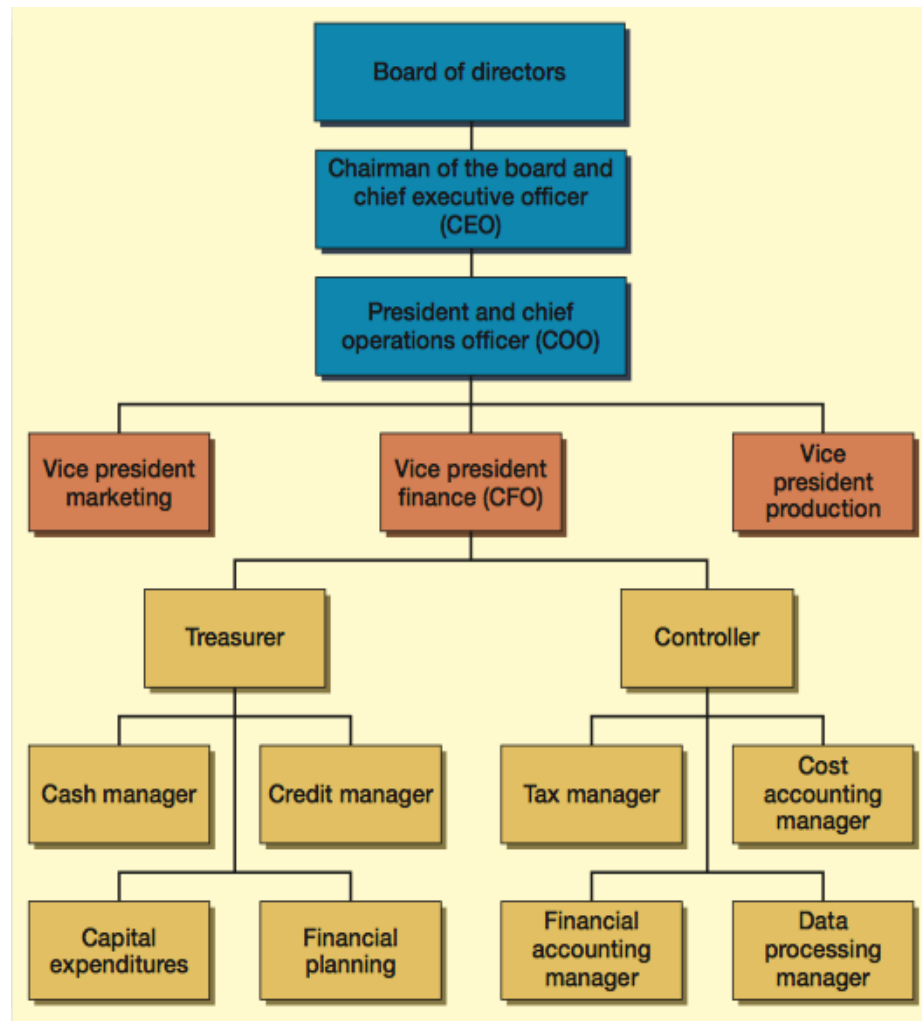 Board of directors
Chairman of the board and
chief executive officer
(CEO)
President and chief
operations officer (COO)
Vice president
marketing
Vice president
finance (CFO)
Vice
president
production
Treasurer
Controller
Cash manager
Credit manager
Tax manager
Cost
accounting
manager
Capital
expenditures
Financial
planning
Financial
accounting
manager
Data
processing
manager